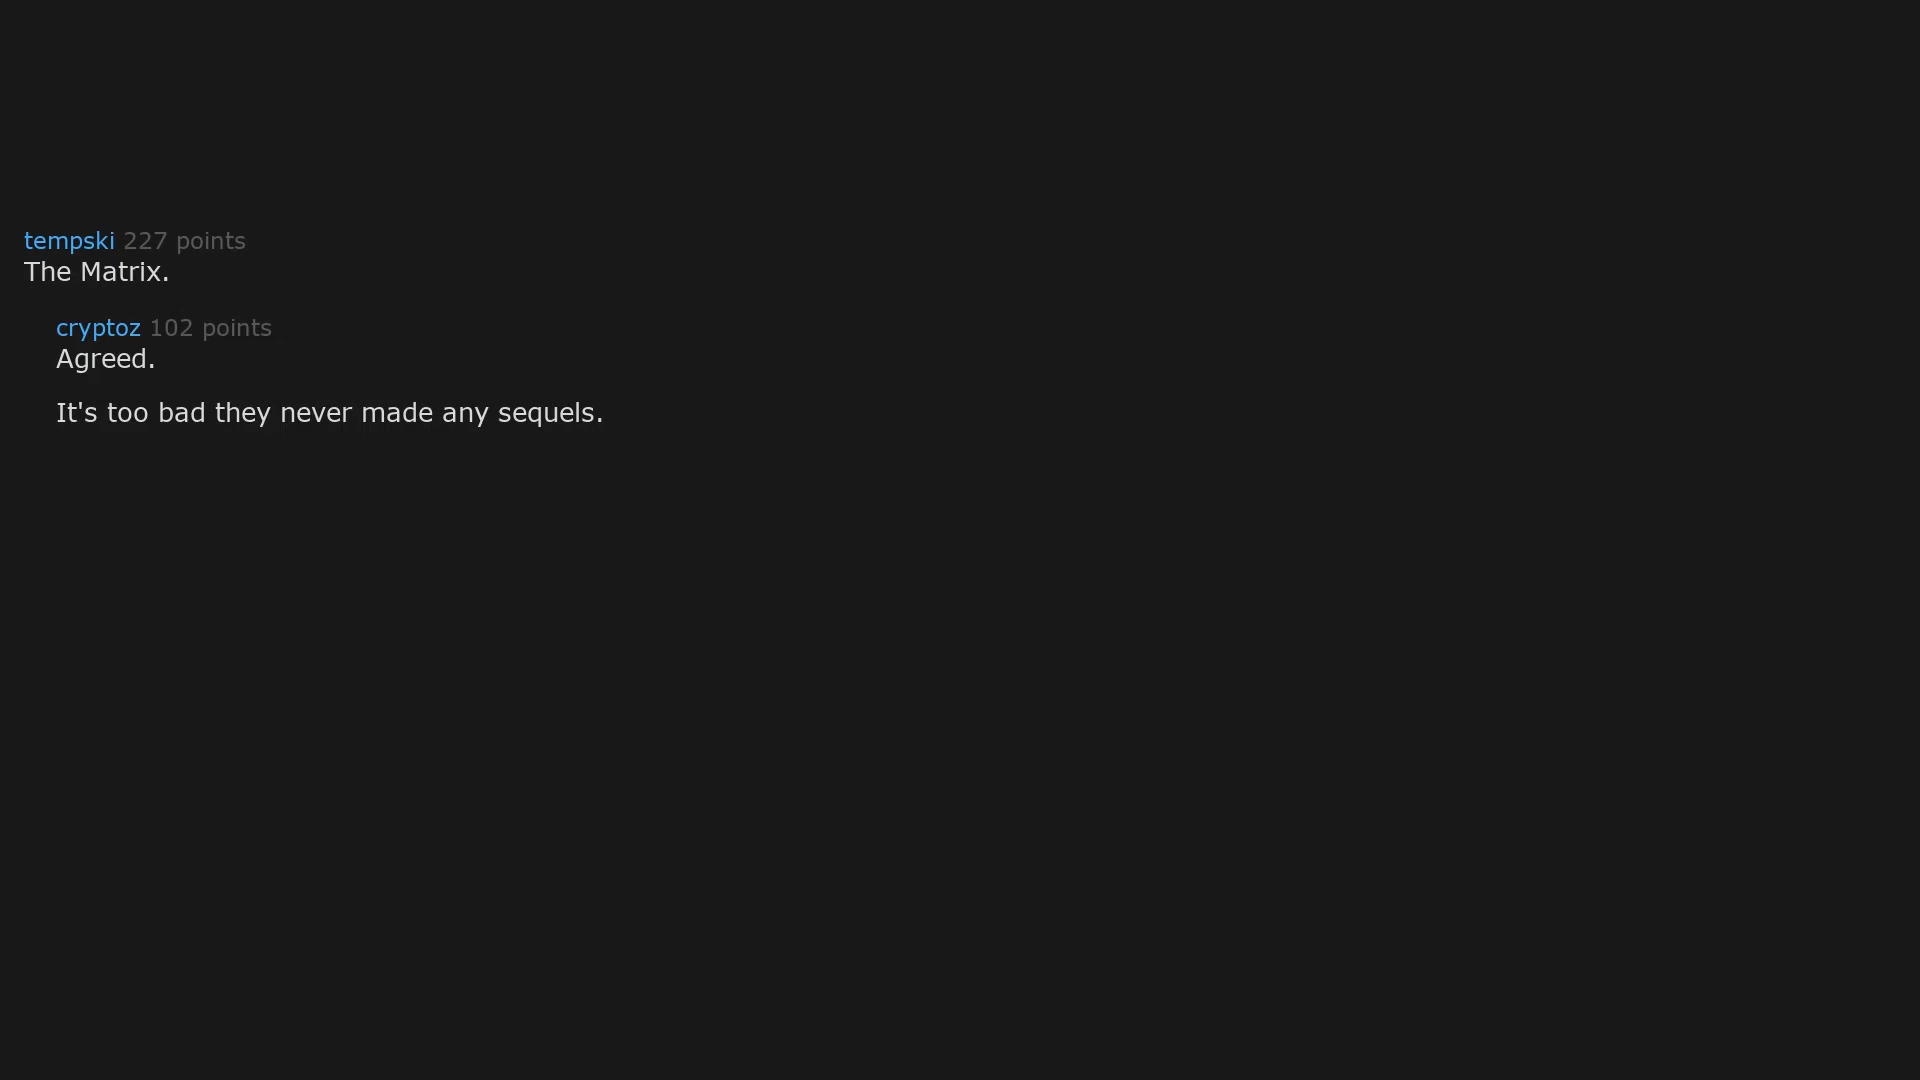 tempski 227 points
The Matrix.
cryptoz 102 points
Agreed.
It's too bad they never made any sequels.